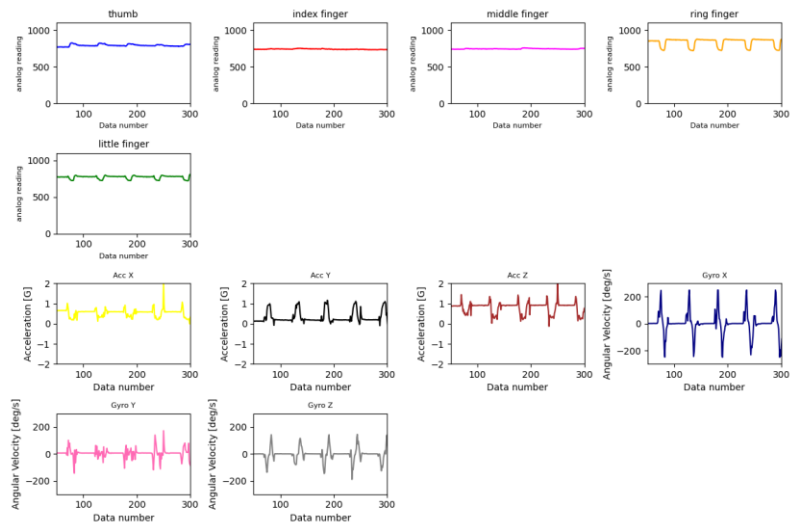 thumb
analog reading
1000
500
0
100
200
300
Data number
index finger
analog reading
1000
500
0
100
200
300
Data number
middle finger
analog reading
1000
500
0
100
200
300
Data number
ring finger
analog reading
1000
500
0
100
200
300
Data number
little finger
analog reading
1000
500
0
100
200
300
Data number
Acc X
Acceleration [G]
2
1
0
−1
−2
100
200
300
Data number
Acc Y
Acceleration [G]
2
1
0
−1
−2
100
200
300
Data number
Acc Z
Acceleration [G]
2
1
0
−1
−2
100
200
300
Data number
Gyro X
Angular Velocity [deg/s]
200
0
−200
100
200
300
Data number
Gyro Y
Angular Velocity [deg/s]
200
0
−200
100
200
300
Data number
Gyro Z
Angular Velocity [deg/s]
200
0
−200
100
200
300
Data number